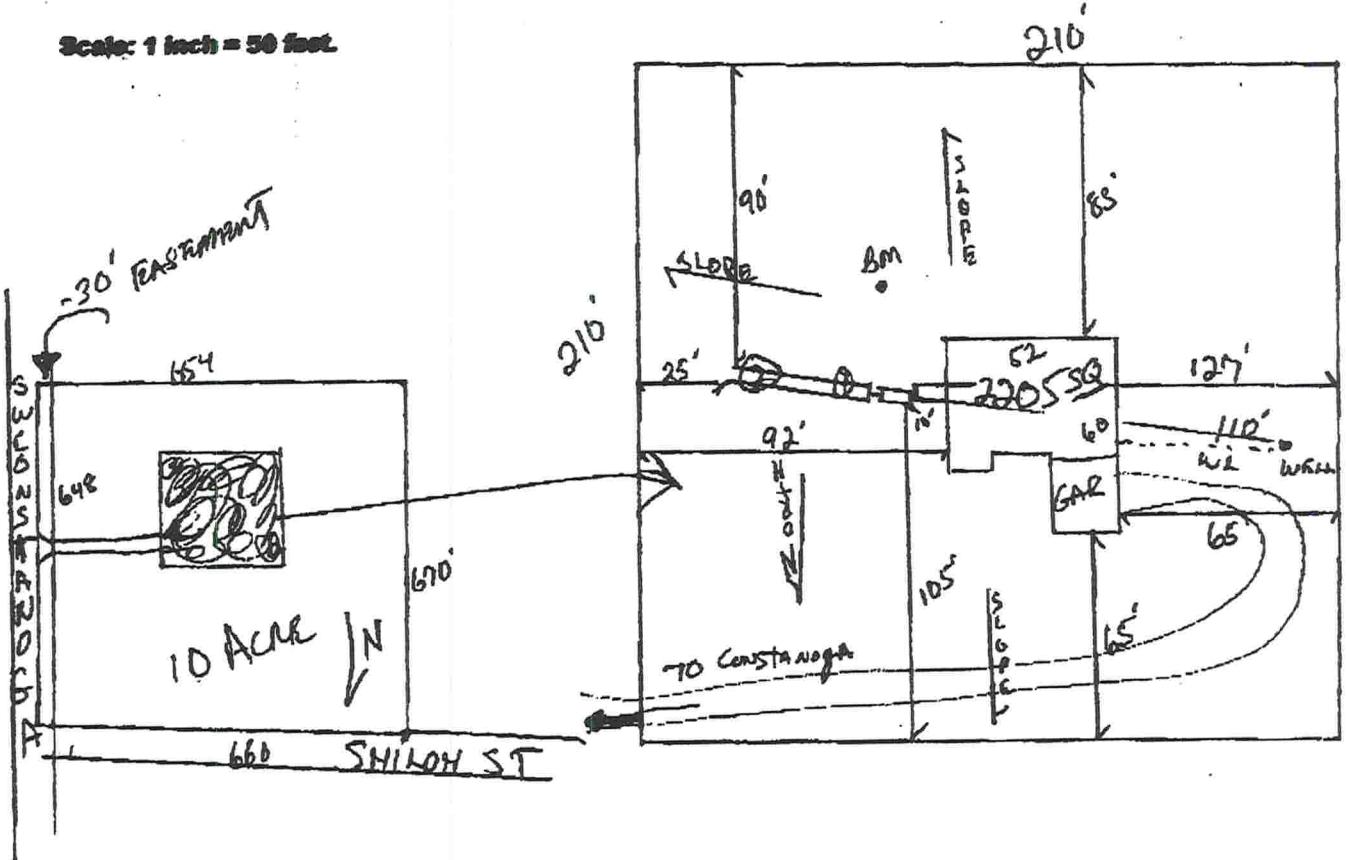 Scale: 1 inch = 50 feet.
210'
-30' EASEMENT
90'
SLOPE
85'
SLOPE
BM
210'
654
25'
52
2205 SQ
127'
10'
92'
60
110'
WL
WELL
648
NORTH
GAR
65'
670'
105'
SLOPE
65'
10 ACRE
N
TO CONSTANOGA
660
SHILOH ST